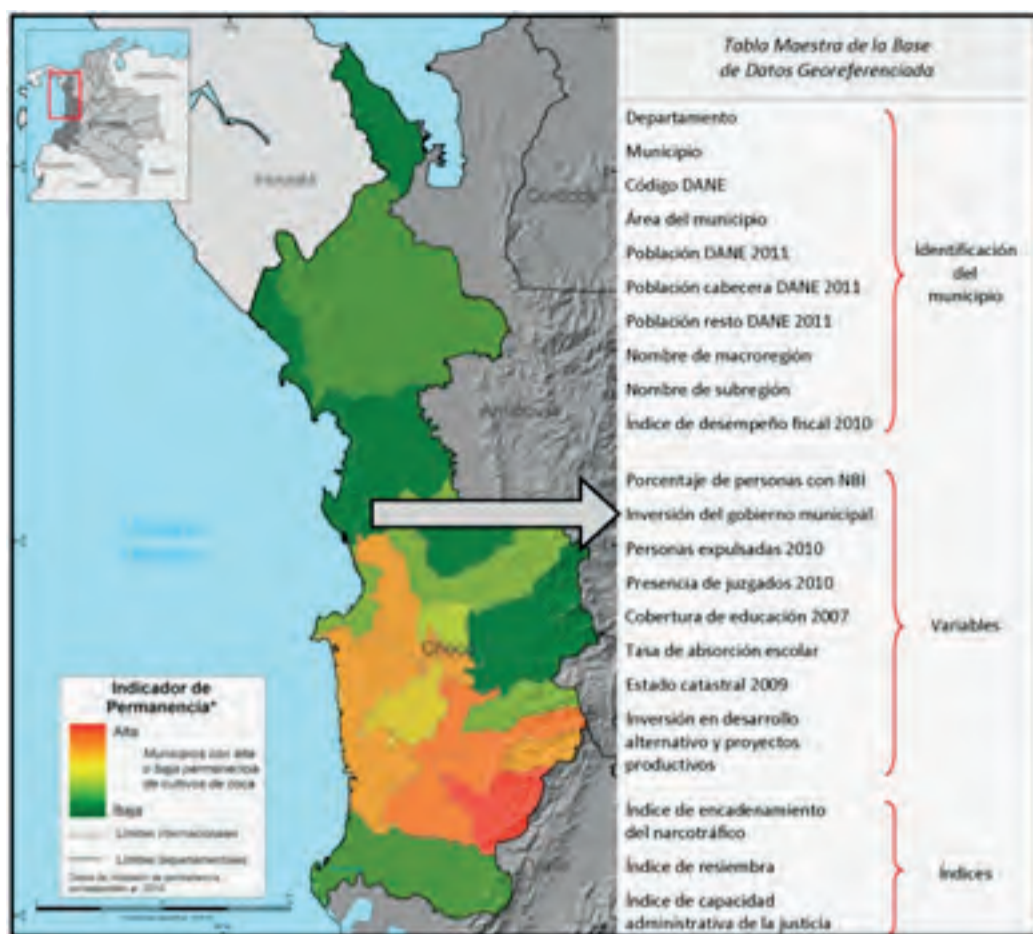 Tabla Maestra de la Base
de Datos Georeferenciada
Departamento
Municipio
Código DANE
Área del municipio
Población DANE 2011
Población cabecera DANE 2011
Población resto DANE 2011
Nombre de macroregión
Nombre de subregión
Índice de desempeño fiscal 2010
Identificación
del
municipio
Porcentaje de personas con NBI
Inversión del gobierno municipal
Personas expulsadas 2010
Presencia de juzgados 2010
Cobertura de educación 2007
Tasa de absorción escolar
Estado catastral 2009
Inversión en desarrollo
alternativo y proyectos
productivos
Variables
Índice de encadenamiento
del narcotráfico
Índice de resiembra
Índice de capacidad
administrativa de la justicia
Índices
Panamá
Córdoba
Antioquia
Chocó
Indicador de
Permanencia*
Alta
Municipios con alta
o baja permanencia
de cultivos de coca
Baja
Límites internacionales
Límites departamentales